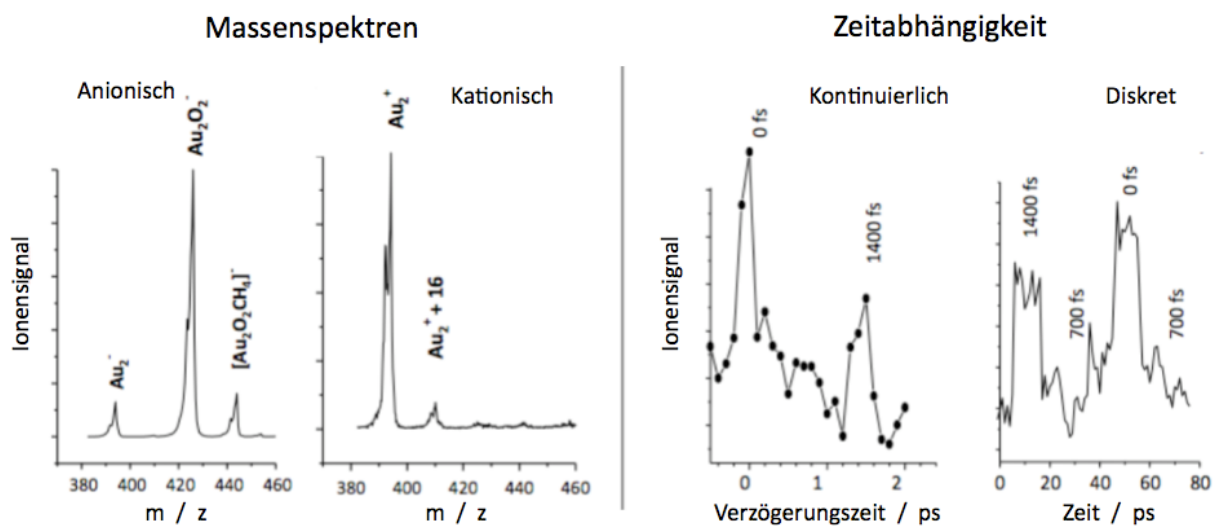 Massenspektren
Zeitabhängigkeit
Anionisch
Kationisch
Kontinuierlich
Diskret
Ionensignal
Au₂⁻
Au₂O₂⁻
[Au₂O₂CH₄]⁻
380 400 420 440 460
m / z
Au₂⁺
Au₂⁺ + 16
380 400 420 440 460
m / z
Ionensignal
0 fs
1400 fs
0 1 2
Verzögerungszeit / ps
1400 fs
700 fs
0 fs
700 fs
0 20 40 60 80
Zeit / ps